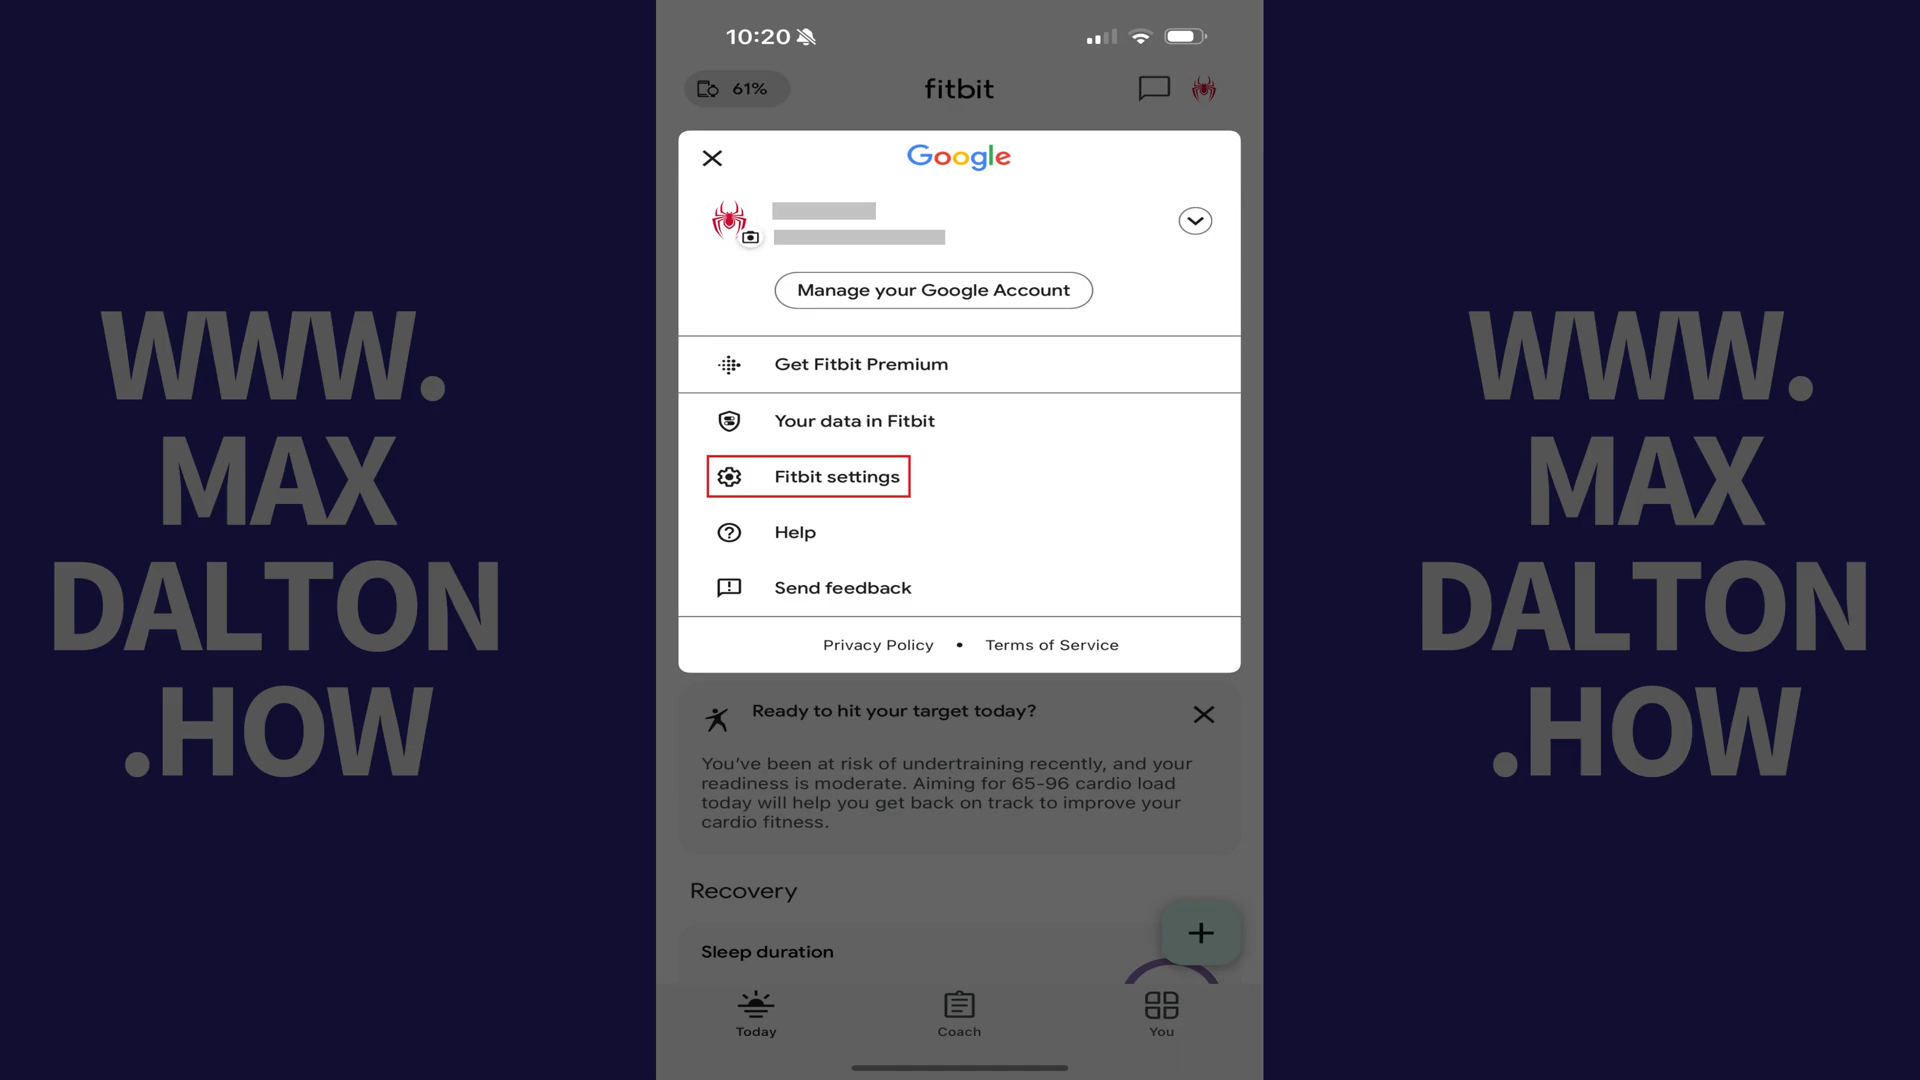 10:20
61%
fitbit
Google
Manage your Google Account
Get Fitbit Premium
Your data in Fitbit
Fitbit settings
Help
Send feedback
Privacy Policy • Terms of Service
Ready to hit your target today?
You've been at risk of undertraining recently, and your
readiness is moderate. Aiming for 65-96 cardio load
today will help you get back on track to improve your
cardio fitness.
Recovery
Sleep duration
Today
Coach
You
WWW.
MAX
DALTON
.HOW
WWW.
MAX
DALTON
.HOW